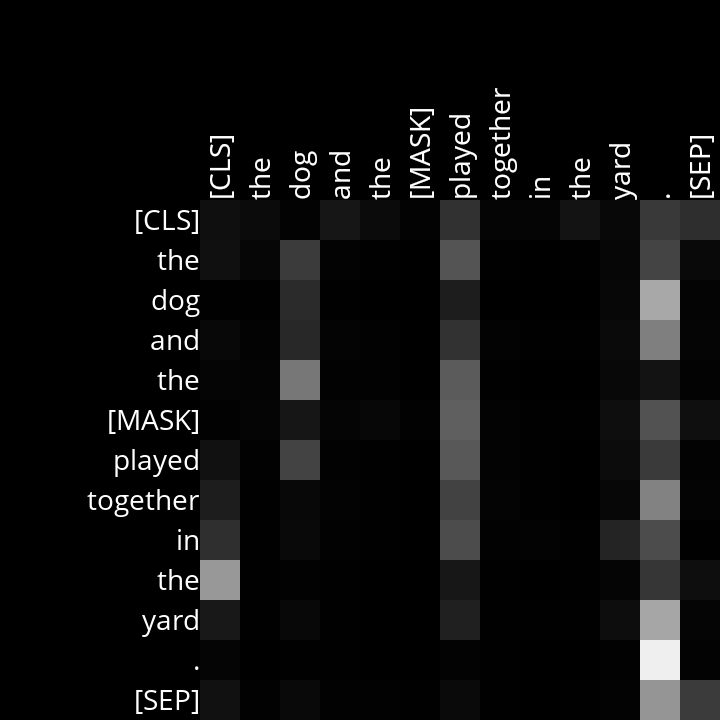 [CLS] the dog and the [MASK] played together in the yard . [SEP]
[CLS]
the
dog
and
the
[MASK]
played
together
in
the
yard
.
[SEP]